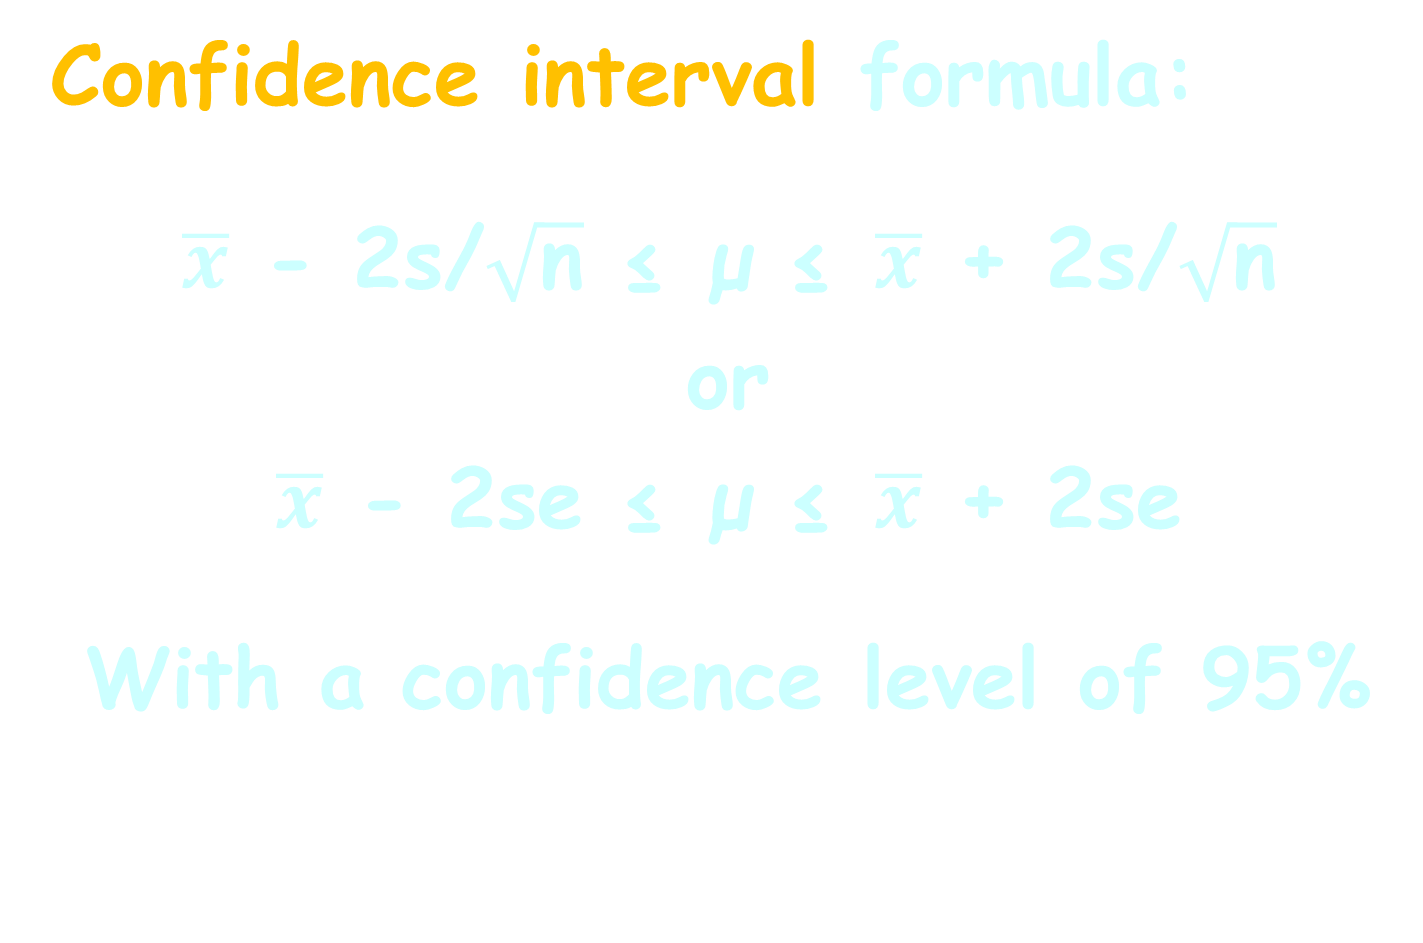 Confidence interval formula:
x̅ - 2s/√n ≤ μ ≤ x̅ + 2s/√n
or
x̅ - 2se ≤ μ ≤ x̅ + 2se
With a confidence level of 95%